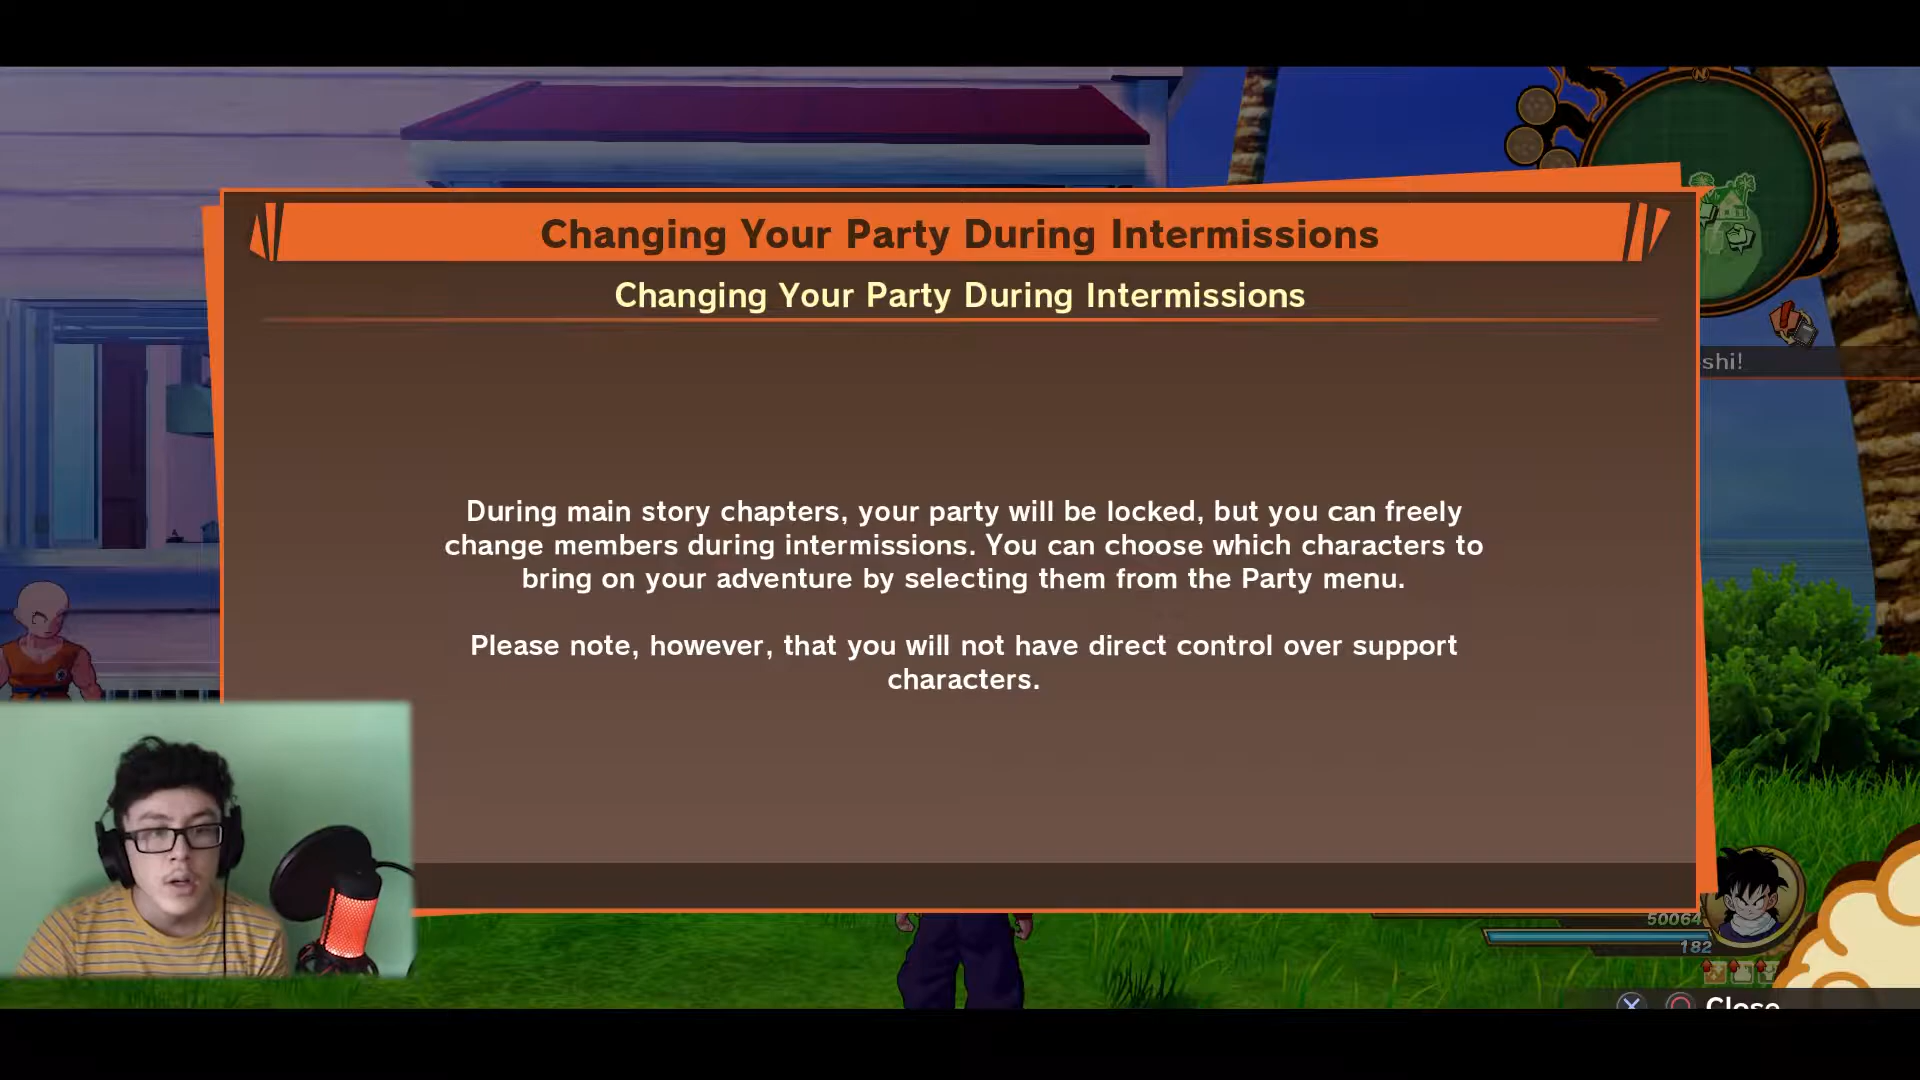 N
Changing Your Party During Intermissions
Changing Your Party During Intermissions
shi!
During main story chapters, your party will be locked, but you can freely
change members during intermissions. You can choose which characters to
bring on your adventure by selecting them from the Party menu.
Please note, however, that you will not have direct control over support
characters.
50064
182
Close